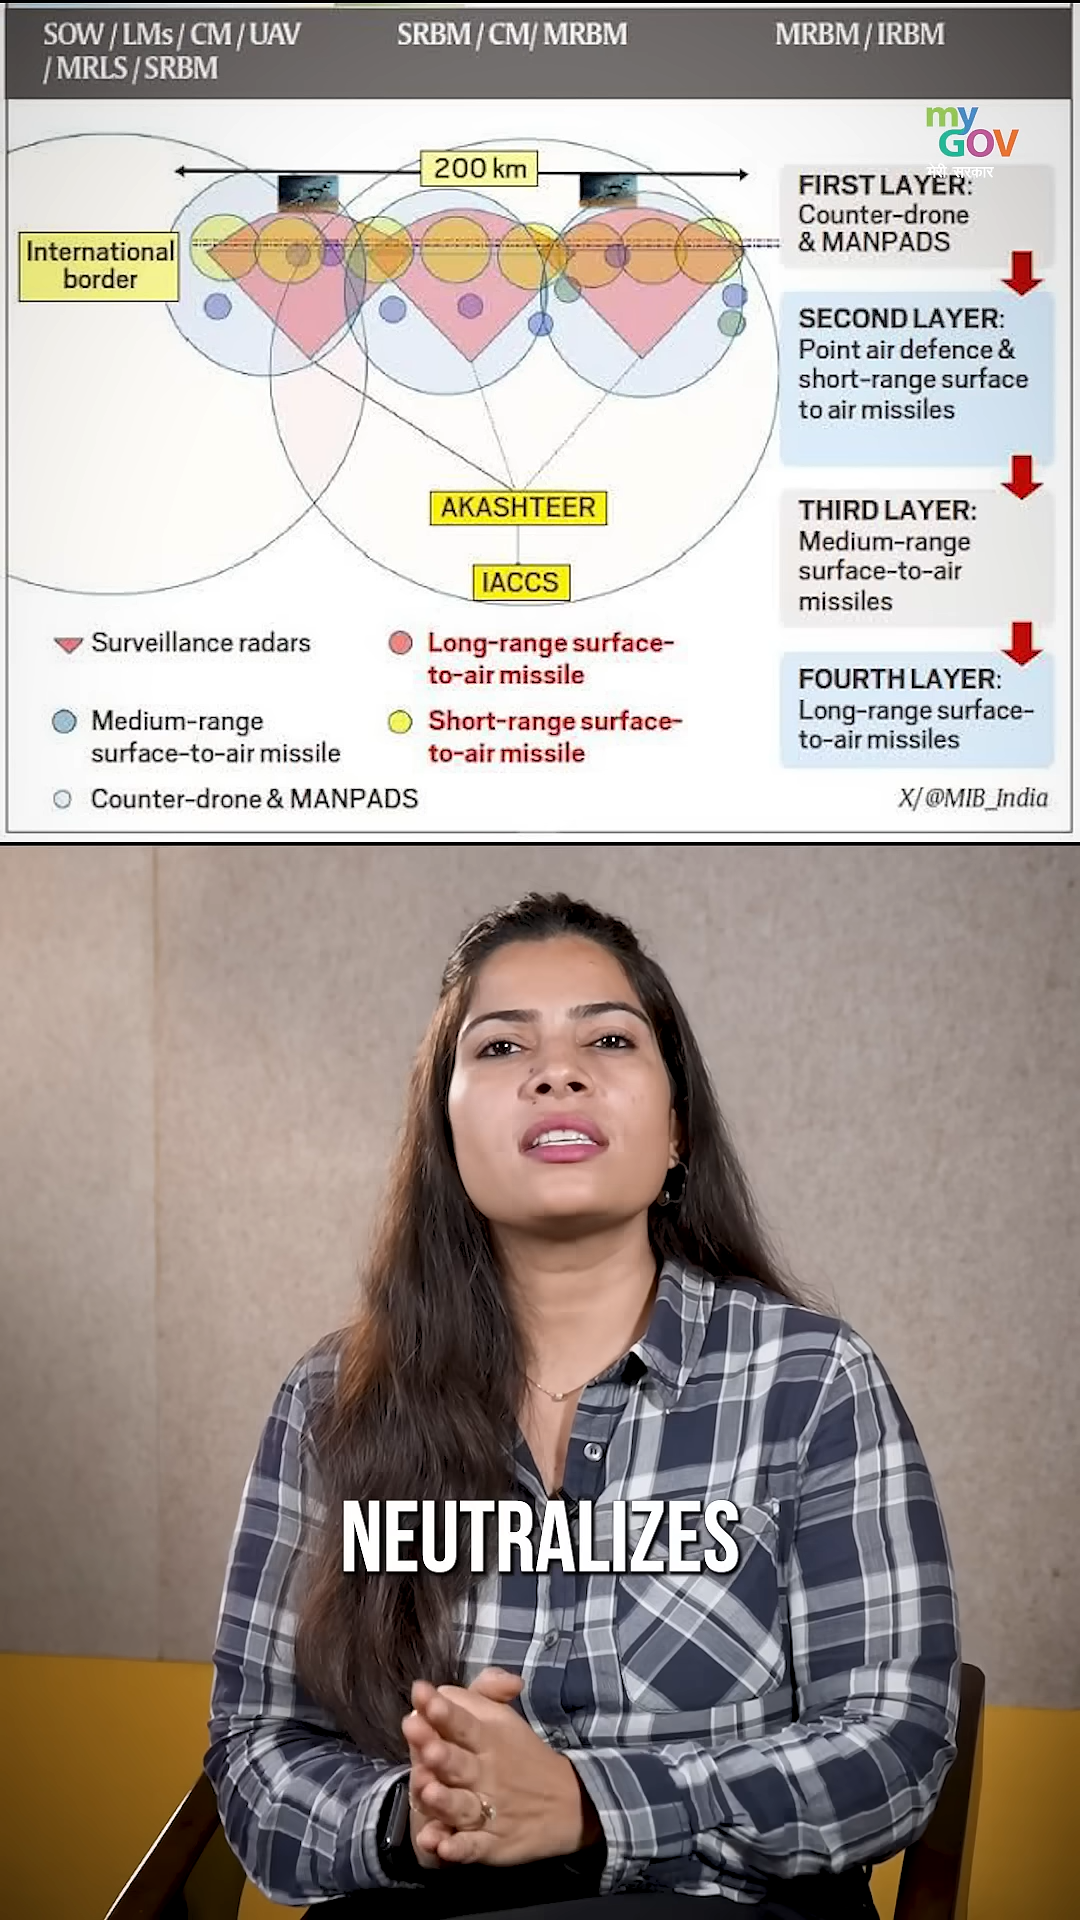 SOW / LMs / CM / UAV
/ MRLS / SRBM
SRBM / CM/ MRBM
MRBM / IRBM
my
GOV
मेरी सरकार
200 km
International
border
AKASHTEER
IACCS
FIRST LAYER:
Counter-drone
& MANPADS
SECOND LAYER:
Point air defence &
short-range surface
to air missiles
THIRD LAYER:
Medium-range
surface-to-air
missiles
FOURTH LAYER:
Long-range surface-
to-air missiles
Surveillance radars
Long-range surface-
to-air missile
Medium-range
surface-to-air missile
Short-range surface-
to-air missile
Counter-drone & MANPADS
X/@MIB_India
NEUTRALIZES